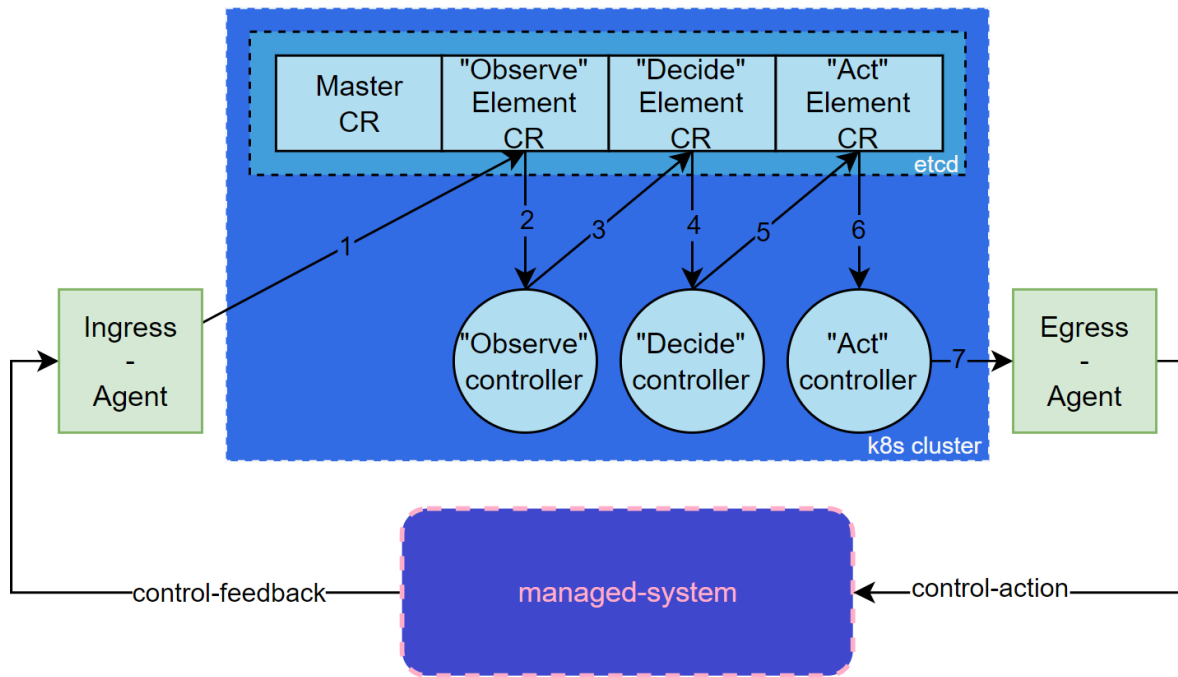 Master
CR
"Observe"
Element
CR
"Decide"
Element
CR
"Act"
Element
CR
etcd
1
2
3
4
5
6
Ingress
-
Agent
"Observe"
controller
"Decide"
controller
"Act"
controller
7
Egress
-
Agent
k8s cluster
control-feedback
managed-system
control-action